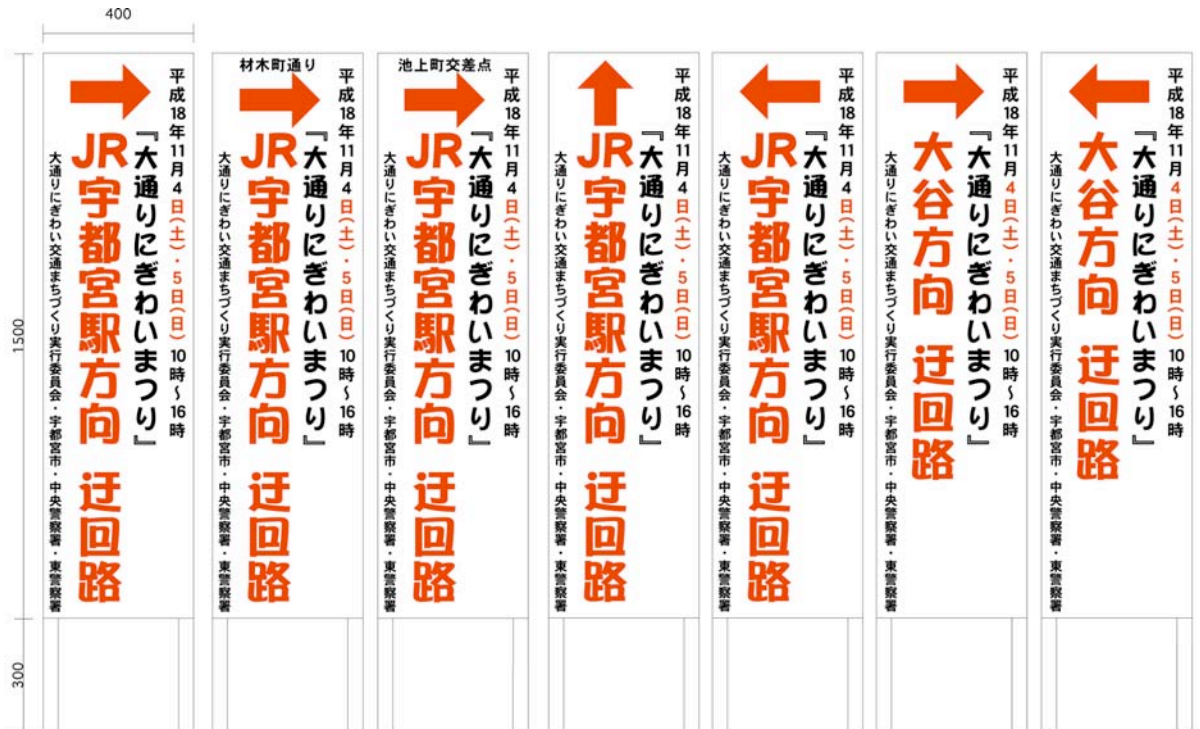 400
1500
300
平成18年11月4日(土)・5日(日)10時〜16時
『大通りにぎわいまつり』
JR宇都宮駅方向 迂回路
大通りにぎわい交通まちづくり実行委員会・宇都宮市・中央警察署・東警察署
材木町通り
平成18年11月4日(土)・5日(日)10時〜16時
『大通りにぎわいまつり』
JR宇都宮駅方向 迂回路
大通りにぎわい交通まちづくり実行委員会・宇都宮市・中央警察署・東警察署
池上町交差点
平成18年11月4日(土)・5日(日)10時〜16時
『大通りにぎわいまつり』
JR宇都宮駅方向 迂回路
大通りにぎわい交通まちづくり実行委員会・宇都宮市・中央警察署・東警察署
平成18年11月4日(土)・5日(日)10時〜16時
『大通りにぎわいまつり』
JR宇都宮駅方向 迂回路
大通りにぎわい交通まちづくり実行委員会・宇都宮市・中央警察署・東警察署
平成18年11月4日(土)・5日(日)10時〜16時
『大通りにぎわいまつり』
JR宇都宮駅方向 迂回路
大通りにぎわい交通まちづくり実行委員会・宇都宮市・中央警察署・東警察署
平成18年11月4日(土)・5日(日)10時〜16時
『大通りにぎわいまつり』
大谷方向 迂回路
大通りにぎわい交通まちづくり実行委員会・宇都宮市・中央警察署・東警察署
平成18年11月4日(土)・5日(日)10時〜16時
『大通りにぎわいまつり』
大谷方向 迂回路
大通りにぎわい交通まちづくり実行委員会・宇都宮市・中央警察署・東警察署